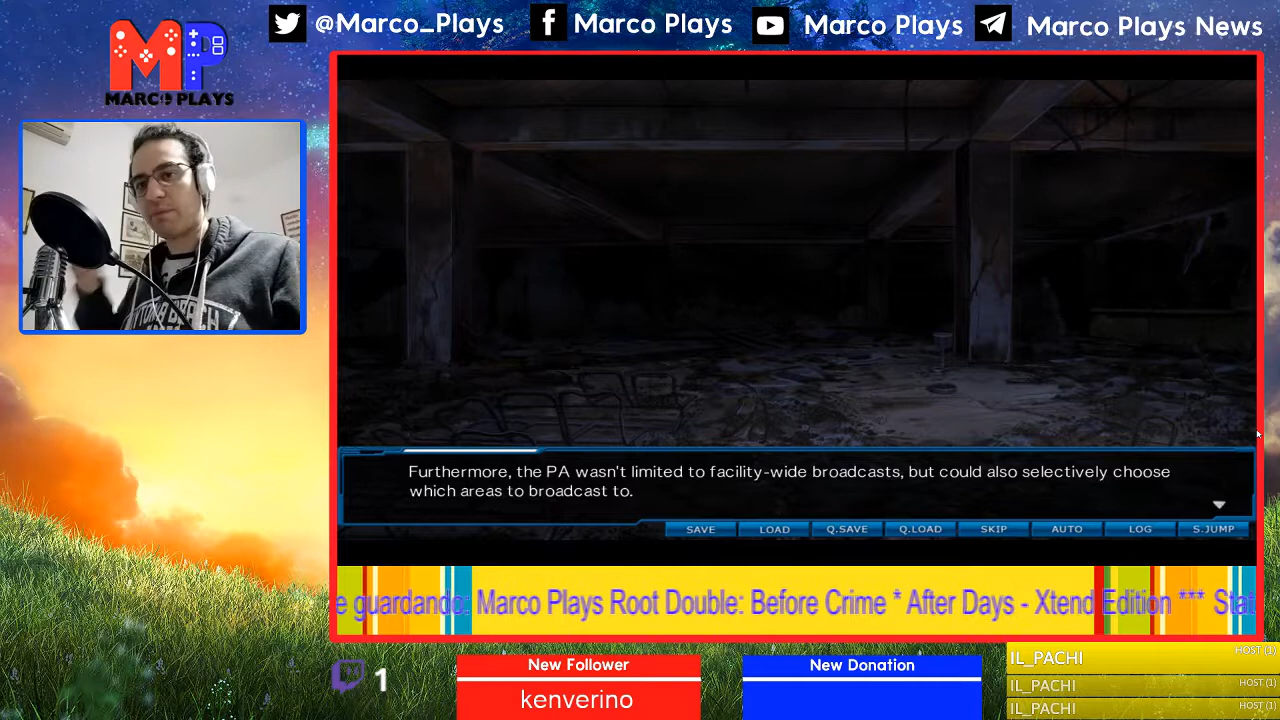 @Marco_Plays
Marco Plays
Marco Plays
Marco Plays News
MP
MARCO PLAYS
Furthermore, the PA wasn't limited to facility-wide broadcasts, but could also selectively choose
which areas to broadcast to.
SAVE
LOAD
Q.SAVE
Q.LOAD
SKIP
AUTO
LOG
S.JUMP
e guardando: Marco Plays Root Double: Before Crime * After Days - Xtend Edition *** Stat
1
New Follower
kenverino
New Donation
IL_PACHI HOST (1)
IL_PACHI HOST (1)
IL_PACHI HOST (1)